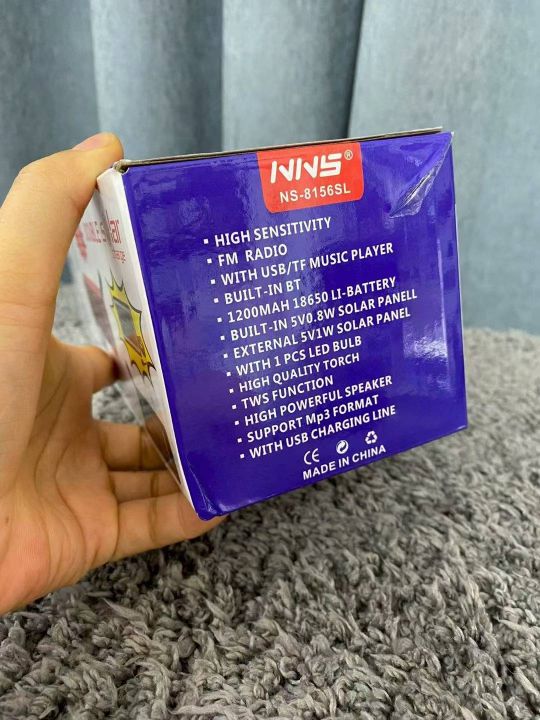 NNS®
NS-8156SL
▪ HIGH SENSITIVITY
▪ FM RADIO
▪ WITH USB/TF MUSIC PLAYER
▪ BUILT-IN BT
▪ 1200MAH 18650 LI-BATTERY
▪ BUILT-IN 5V0.8W SOLAR PANELL
▪ EXTERNAL 5V1W SOLAR PANEL
▪ WITH 1 PCS LED BULB
▪ HIGH QUALITY TORCH
▪ TWS FUNCTION
▪ HIGH POWERFUL SPEAKER
▪ SUPPORT Mp3 FORMAT
▪ WITH USB CHARGING LINE
CE
MADE IN CHINA